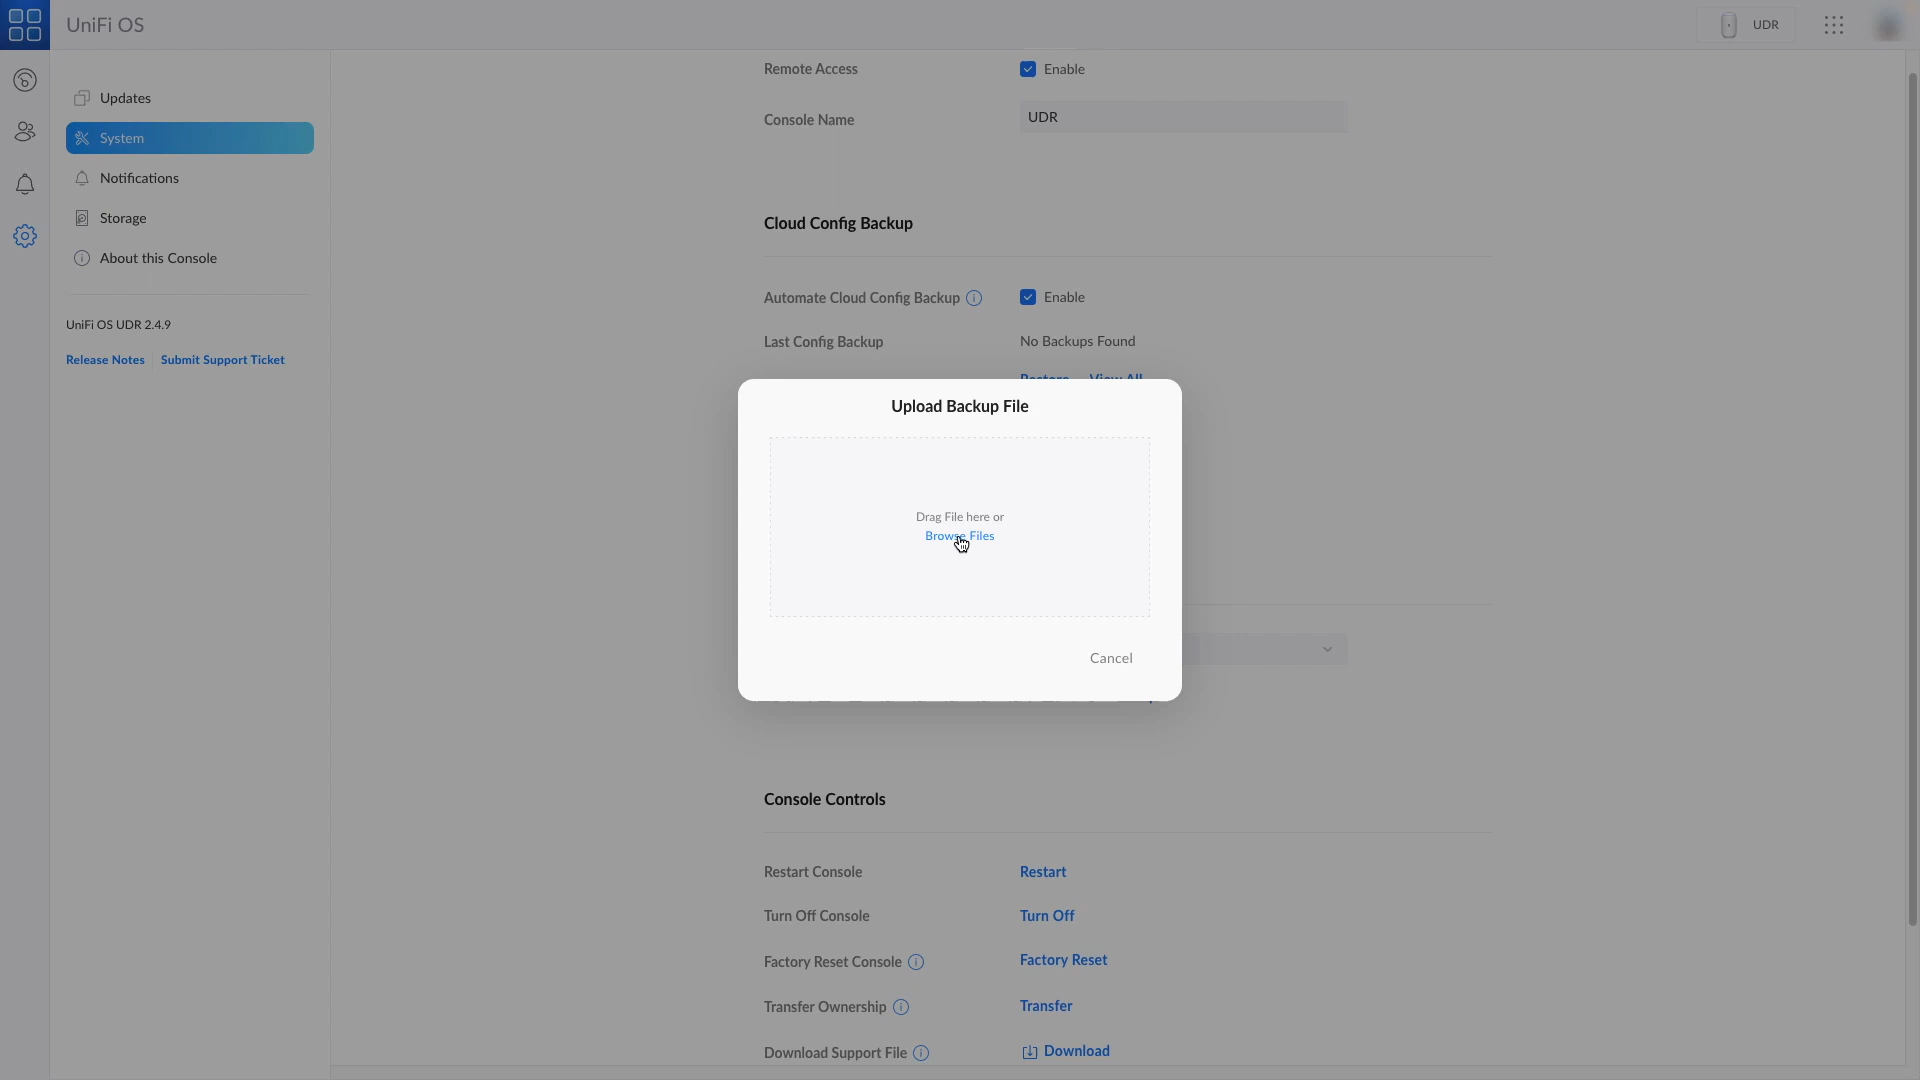 UniFi OS
UDR
Updates
System
Notifications
Storage
About this Console
UniFi OS UDR 2.4.9
Release Notes
Submit Support Ticket
Remote Access
Enable
Console Name
UDR
Cloud Config Backup
Automate Cloud Config Backup
Enable
Last Config Backup
No Backups Found
Restore View All
Upload Backup File
Drag File here or
Browse Files
Cancel
Console Controls
Restart Console
Restart
Turn Off Console
Turn Off
Factory Reset Console
Factory Reset
Transfer Ownership
Transfer
Download Support File
Download